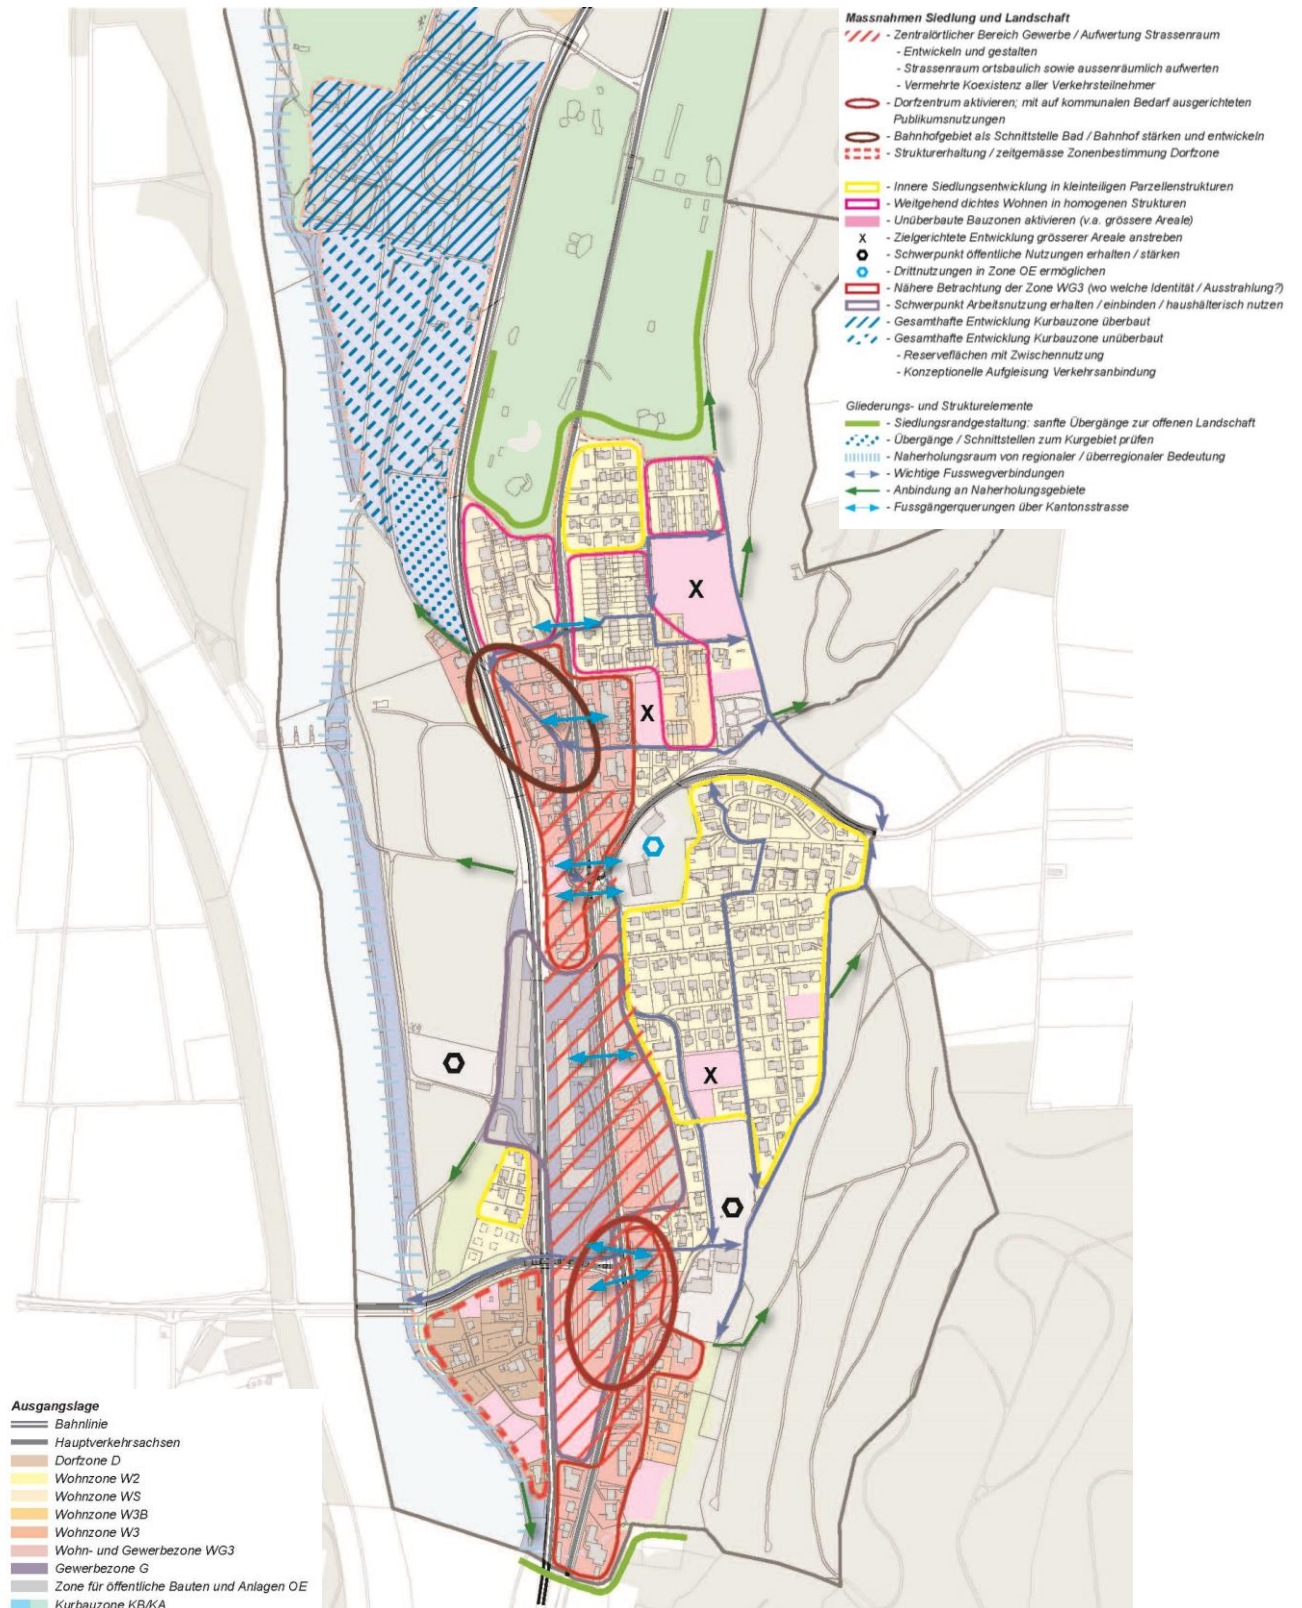 Massnahmen Siedlung und Landschaft
- Zentralörtlicher Bereich Gewerbe / Aufwertung Strassenraum
- Entwickeln und gestalten
- Strassenraum ortsbaulich sowie aussenräumlich aufwerten
- Vermehrte Koexistenz aller Verkehrsteilnehmer
- Dorfzentrum aktivieren; mit auf kommunalen Bedarf ausgerichteten
Publikumsnutzungen
- Bahnhofgebiet als Schnittstelle Bad / Bahnhof stärken und entwickeln
- Strukturerhaltung / zeitgemässe Zonenbestimmung Dorfzone
- Innere Siedlungsentwicklung in kleinteiligen Parzellenstrukturen
- Weitgehend dichtes Wohnen in homogenen Strukturen
- Unüberbaute Bauzonen aktivieren (v.a. grössere Areale)
X - Zielgerichtete Entwicklung grösserer Areale anstreben
- Schwerpunkt öffentliche Nutzungen erhalten / stärken
- Drittnutzungen in Zone OE ermöglichen
- Nähere Betrachtung der Zone WG3 (wo welche Identität / Ausstrahlung?)
- Schwerpunkt Arbeitsnutzung erhalten / einbinden / haushälterisch nutzen
- Gesamthafte Entwicklung Kurbauzone überbaut
- Gesamthafte Entwicklung Kurbauzone unüberbaut
- Reserveflächen mit Zwischennutzung
- Konzeptionelle Aufgleisung Verkehrsanbindung
Gliederungs- und Strukturelemente
- Siedlungsrandgestaltung: sanfte Übergänge zur offenen Landschaft
- Übergänge / Schnittstellen zum Kurgebiet prüfen
- Naherholungsraum von regionaler / überregionaler Bedeutung
- Wichtige Fusswegverbindungen
- Anbindung an Naherholungsgebiete
- Fussgängerquerungen über Kantonsstrasse
X
X
X
Ausgangslage
Bahnlinie
Hauptverkehrsachsen
Dorfzone D
Wohnzone W2
Wohnzone WS
Wohnzone W3B
Wohnzone W3
Wohn- und Gewerbezone WG3
Gewerbezone G
Zone für öffentliche Bauten und Anlagen OE
Kurbauzone KB/KA